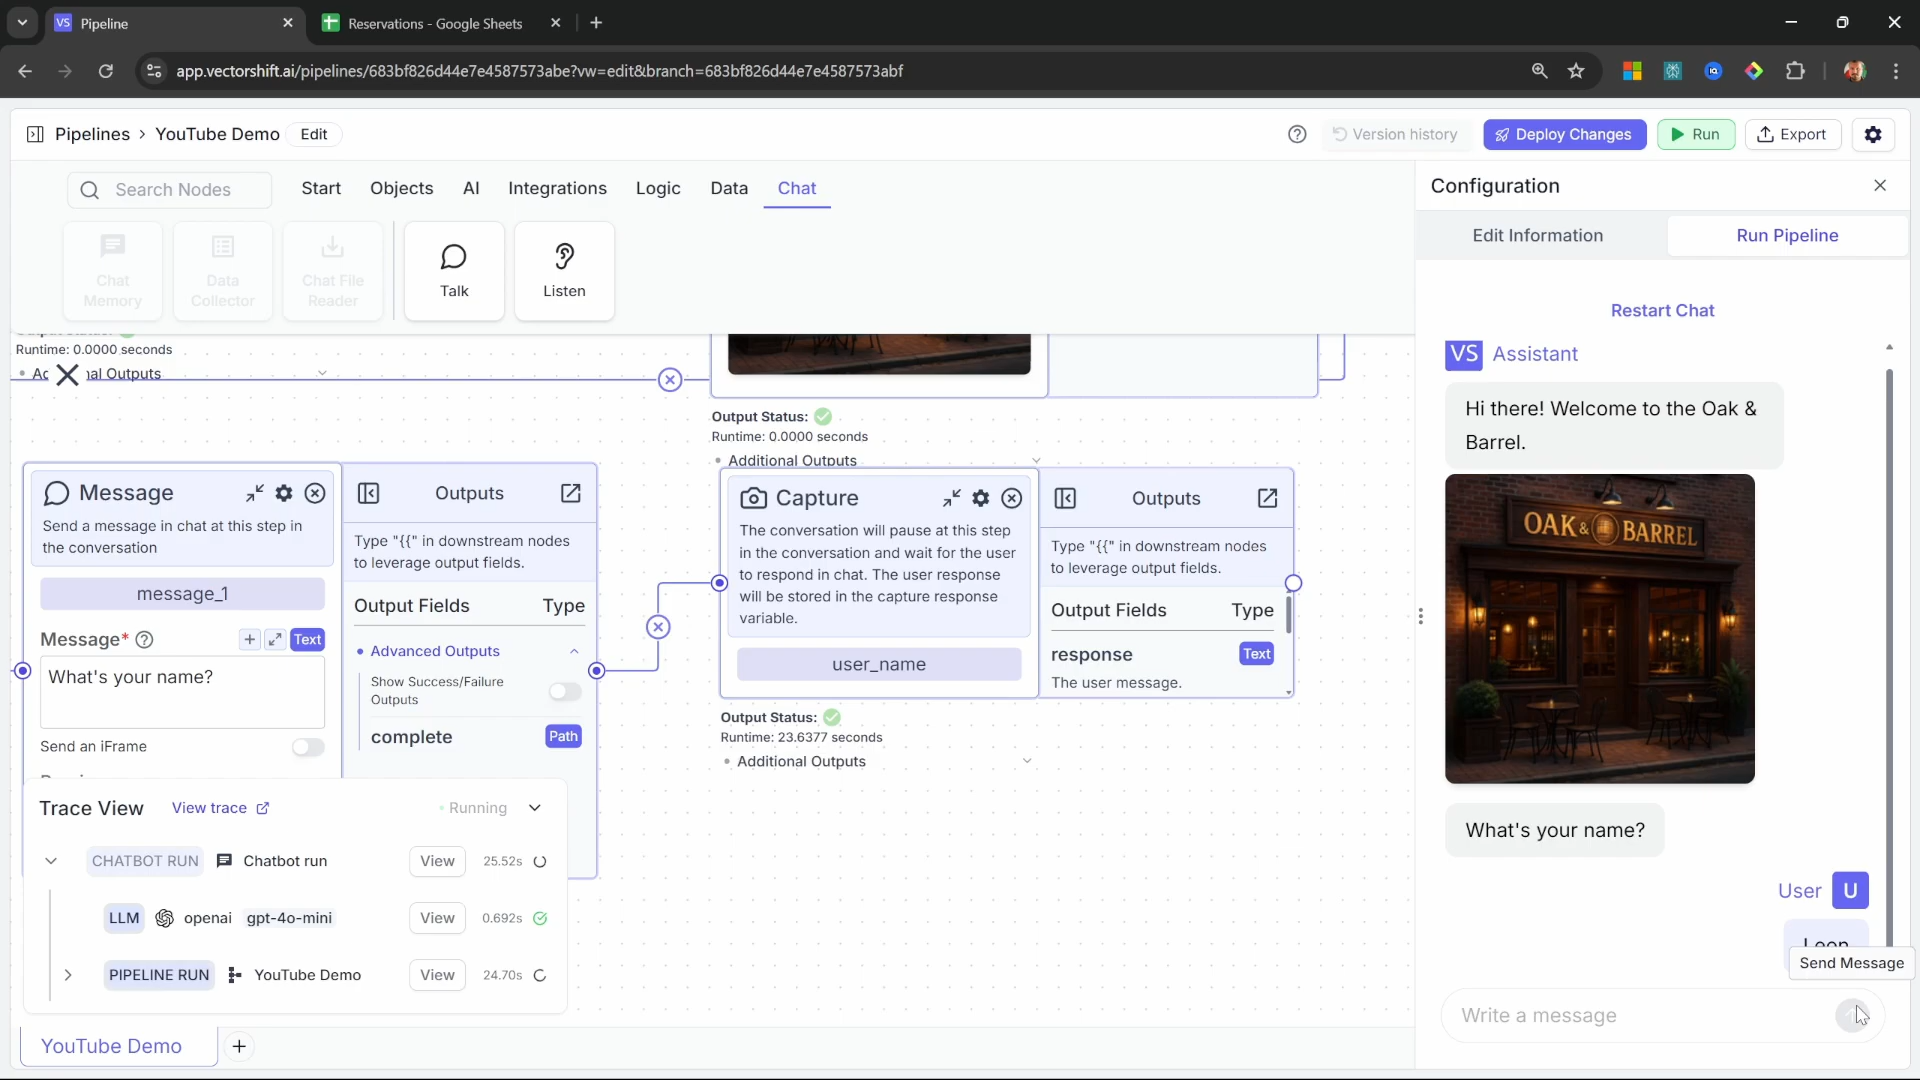 VS Pipeline
Reservations - Google Sheets
app.vectorshift.ai/pipelines/683bf826d44e7e4587573abe?vw=edit&branch=683bf826d44e7e4587573abf
Pipelines › YouTube Demo Edit
Version history
Deploy Changes
Run
Export
Search Nodes
Start
Objects
AI
Integrations
Logic
Data
Chat
Chat Memory
Data Collector
Chat File Reader
Talk
Listen
Configuration
Edit Information
Run Pipeline
Restart Chat
VS Assistant
Hi there! Welcome to the Oak &
Barrel.
OAK & BARREL
What's your name?
User U
Leon
Send Message
Write a message
Runtime: 0.0000 seconds
al Outputs
Output Status:
Runtime: 0.0000 seconds
Additional Outputs
Message
Send a message in chat at this step in
the conversation
message_1
Message* Text
What's your name?
Send an iFrame
Outputs
Type "{{" in downstream nodes
to leverage output fields.
Output Fields Type
Advanced Outputs
Show Success/Failure
Outputs
complete Path
Capture
The conversation will pause at this step
in the conversation and wait for the user
to respond in chat. The user response
will be stored in the capture response
variable.
user_name
Outputs
Type "{{" in downstream nodes
to leverage output fields.
Output Fields Type
response Text
The user message.
Output Status:
Runtime: 23.6377 seconds
Additional Outputs
Trace View View trace Running
CHATBOT RUN Chatbot run View 25.52s
LLM openai gpt-4o-mini View 0.692s
PIPELINE RUN YouTube Demo View 24.70s
YouTube Demo